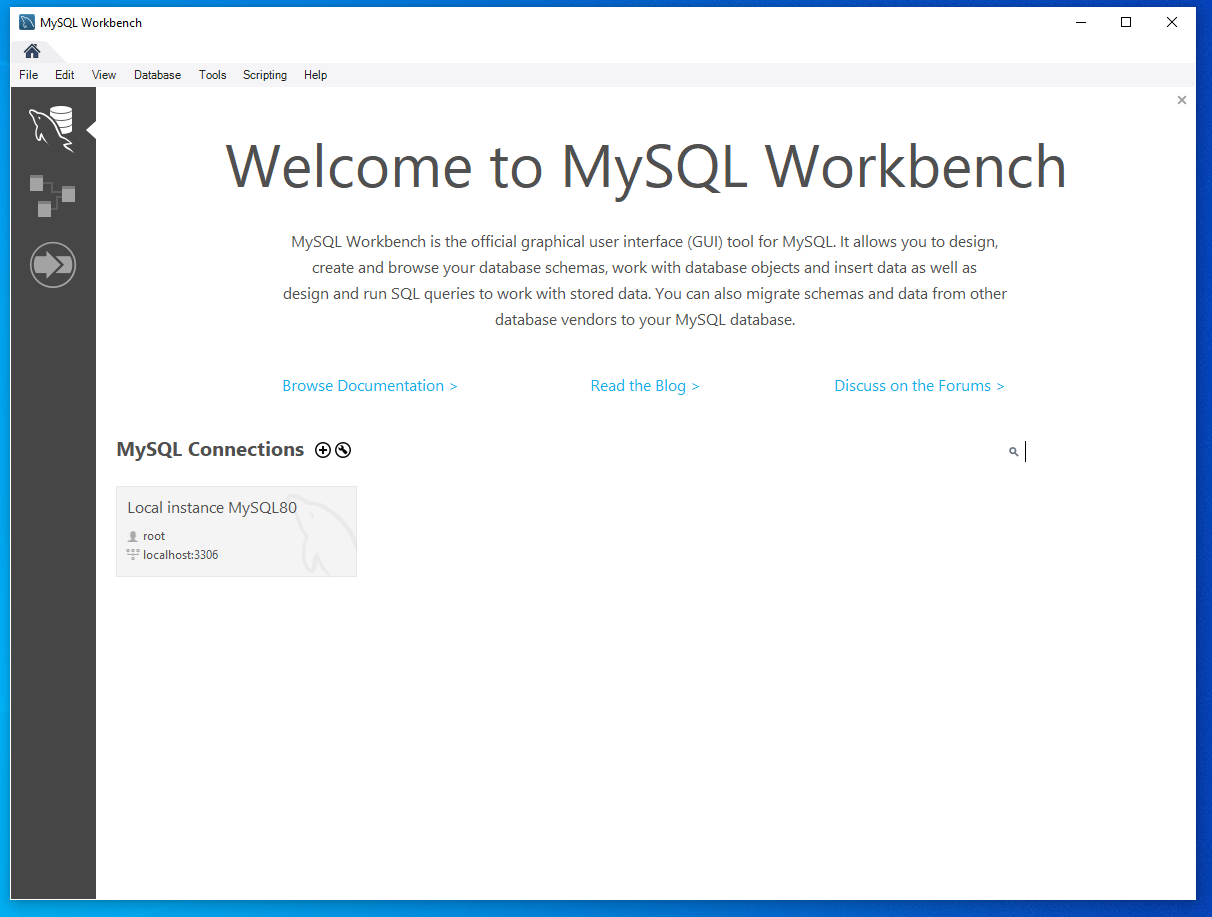 MySQL Workbench
File Edit View Database Tools Scripting Help
Welcome to MySQL Workbench
MySQL Workbench is the official graphical user interface (GUI) tool for MySQL. It allows you to design,
create and browse your database schemas, work with database objects and insert data as well as
design and run SQL queries to work with stored data. You can also migrate schemas and data from other
database vendors to your MySQL database.
Browse Documentation > Read the Blog > Discuss on the Forums >
MySQL Connections
Local instance MySQL80
root
localhost:3306